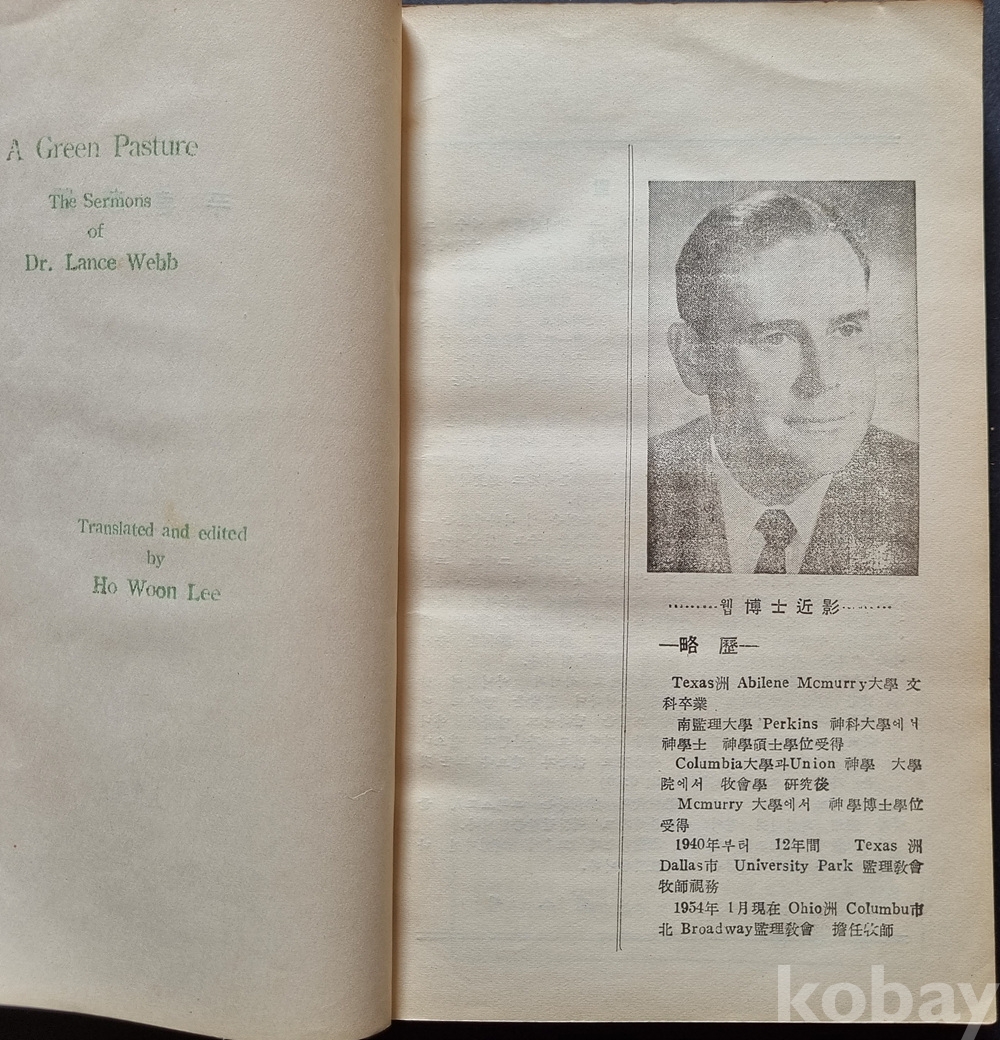 A Green Pasture
The Sermons
of
Dr. Lance Webb
Translated and edited
by
Ho Woon Lee
………웹 博士近影………
—略 歷—
Texas洲 Abilene Mcmurry大學 文
科卒業
南監理大學 Perkins 神科大學에서
神學士 神學碩士學位受得
Columbia大學과Union 神學 大學
院에서 牧會學 硏究後
Mcmurry 大學에서 神學博士學位
受得
1940年부터 12年間 Texas 洲
Dallas市 University Park 監理敎會
牧師視務
1954年 1月現在 Ohio洲 Columbu市
北 Broadway監理敎會 擔任牧師
kobay